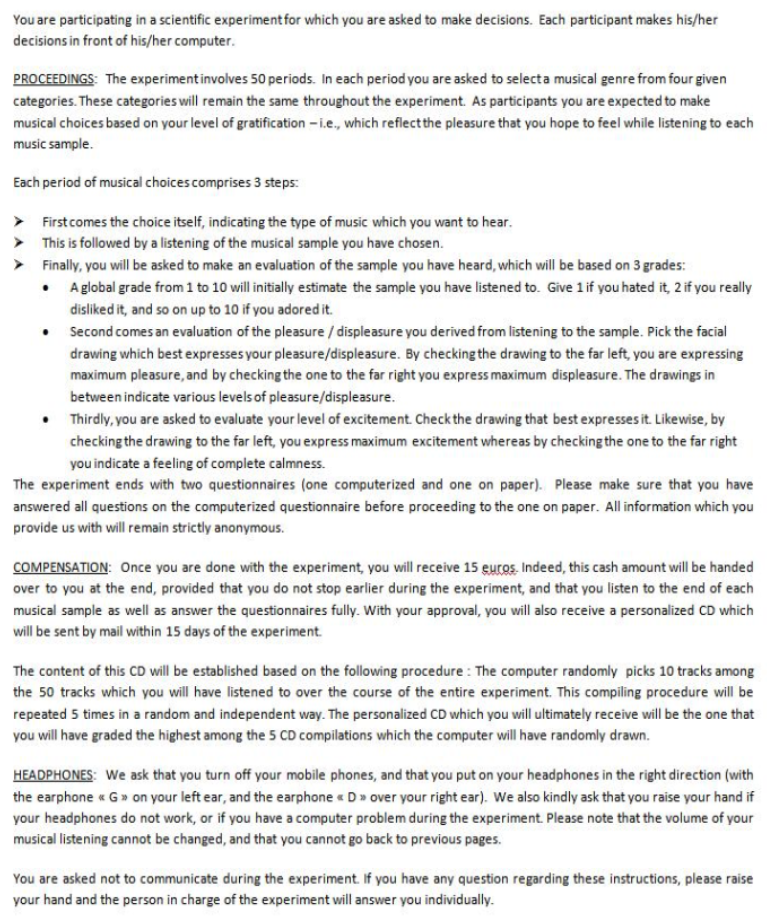 You are participating in a scientific experiment for which you are asked to make decisions. Each participant makes his/her
decisions in front of his/her computer.
PROCEEDINGS: The experiment involves 50 periods. In each period you are asked to select a musical genre from four given
categories. These categories will remain the same throughout the experiment. As participants you are expected to make
musical choices based on your level of gratification – i.e., which reflect the pleasure that you hope to feel while listening to each
music sample.
Each period of musical choices comprises 3 steps:
➢ First comes the choice itself, indicating the type of music which you want to hear.
➢ This is followed by a listening of the musical sample you have chosen.
➢ Finally, you will be asked to make an evaluation of the sample you have heard, which will be based on 3 grades:
• A global grade from 1 to 10 will initially estimate the sample you have listened to. Give 1 if you hated it, 2 if you really
disliked it, and so on up to 10 if you adored it.
• Second comes an evaluation of the pleasure / displeasure you derived from listening to the sample. Pick the facial
drawing which best expresses your pleasure/displeasure. By checking the drawing to the far left, you are expressing
maximum pleasure, and by checking the one to the far right you express maximum displeasure. The drawings in
between indicate various levels of pleasure/displeasure.
• Thirdly, you are asked to evaluate your level of excitement. Check the drawing that best expresses it. Likewise, by
checking the drawing to the far left, you express maximum excitement whereas by checking the one to the far right
you indicate a feeling of complete calmness.
The experiment ends with two questionnaires (one computerized and one on paper). Please make sure that you have
answered all questions on the computerized questionnaire before proceeding to the one on paper. All information which you
provide us with will remain strictly anonymous.
COMPENSATION: Once you are done with the experiment, you will receive 15 euros. Indeed, this cash amount will be handed
over to you at the end, provided that you do not stop earlier during the experiment, and that you listen to the end of each
musical sample as well as answer the questionnaires fully. With your approval, you will also receive a personalized CD which
will be sent by mail within 15 days of the experiment.
The content of this CD will be established based on the following procedure : The computer randomly picks 10 tracks among
the 50 tracks which you will have listened to over the course of the entire experiment. This compiling procedure will be
repeated 5 times in a random and independent way. The personalized CD which you will ultimately receive will be the one that
you will have graded the highest among the 5 CD compilations which the computer will have randomly drawn.
HEADPHONES: We ask that you turn off your mobile phones, and that you put on your headphones in the right direction (with
the earphone « G » on your left ear, and the earphone « D » over your right ear). We also kindly ask that you raise your hand if
your headphones do not work, or if you have a computer problem during the experiment. Please note that the volume of your
musical listening cannot be changed, and that you cannot go back to previous pages.
You are asked not to communicate during the experiment. If you have any question regarding these instructions, please raise
your hand and the person in charge of the experiment will answer you individually.